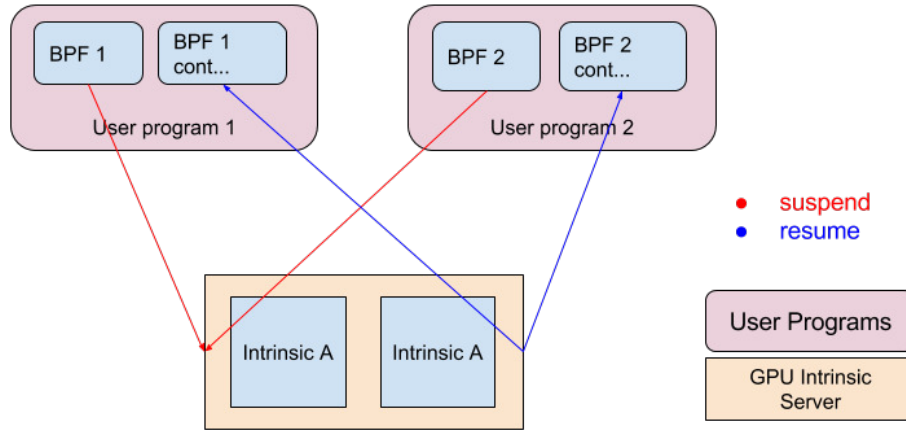 BPF 1
BPF 1
cont...
User program 1
BPF 2
BPF 2
cont...
User program 2
suspend
resume
Intrinsic A
Intrinsic A
User Programs
GPU Intrinsic
Server